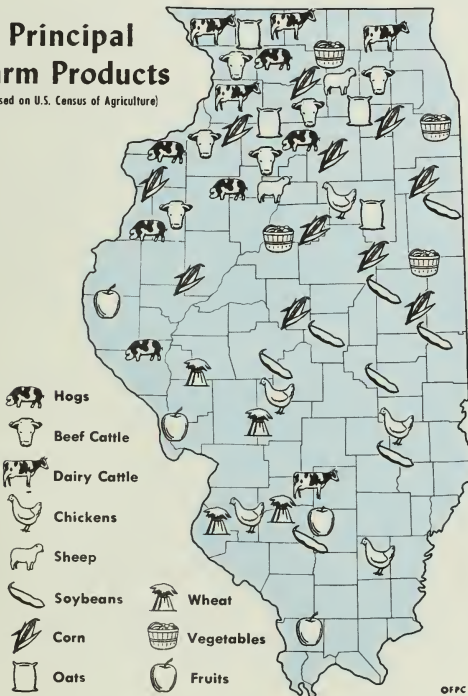 Principal
arm Products
sed on U.S. Census of Agriculture)
Hogs
Beef Cattle
Dairy Cattle
Chickens
Sheep
Soybeans
Corn
Oats
Wheat
Vegetables
Fruits
OFPC